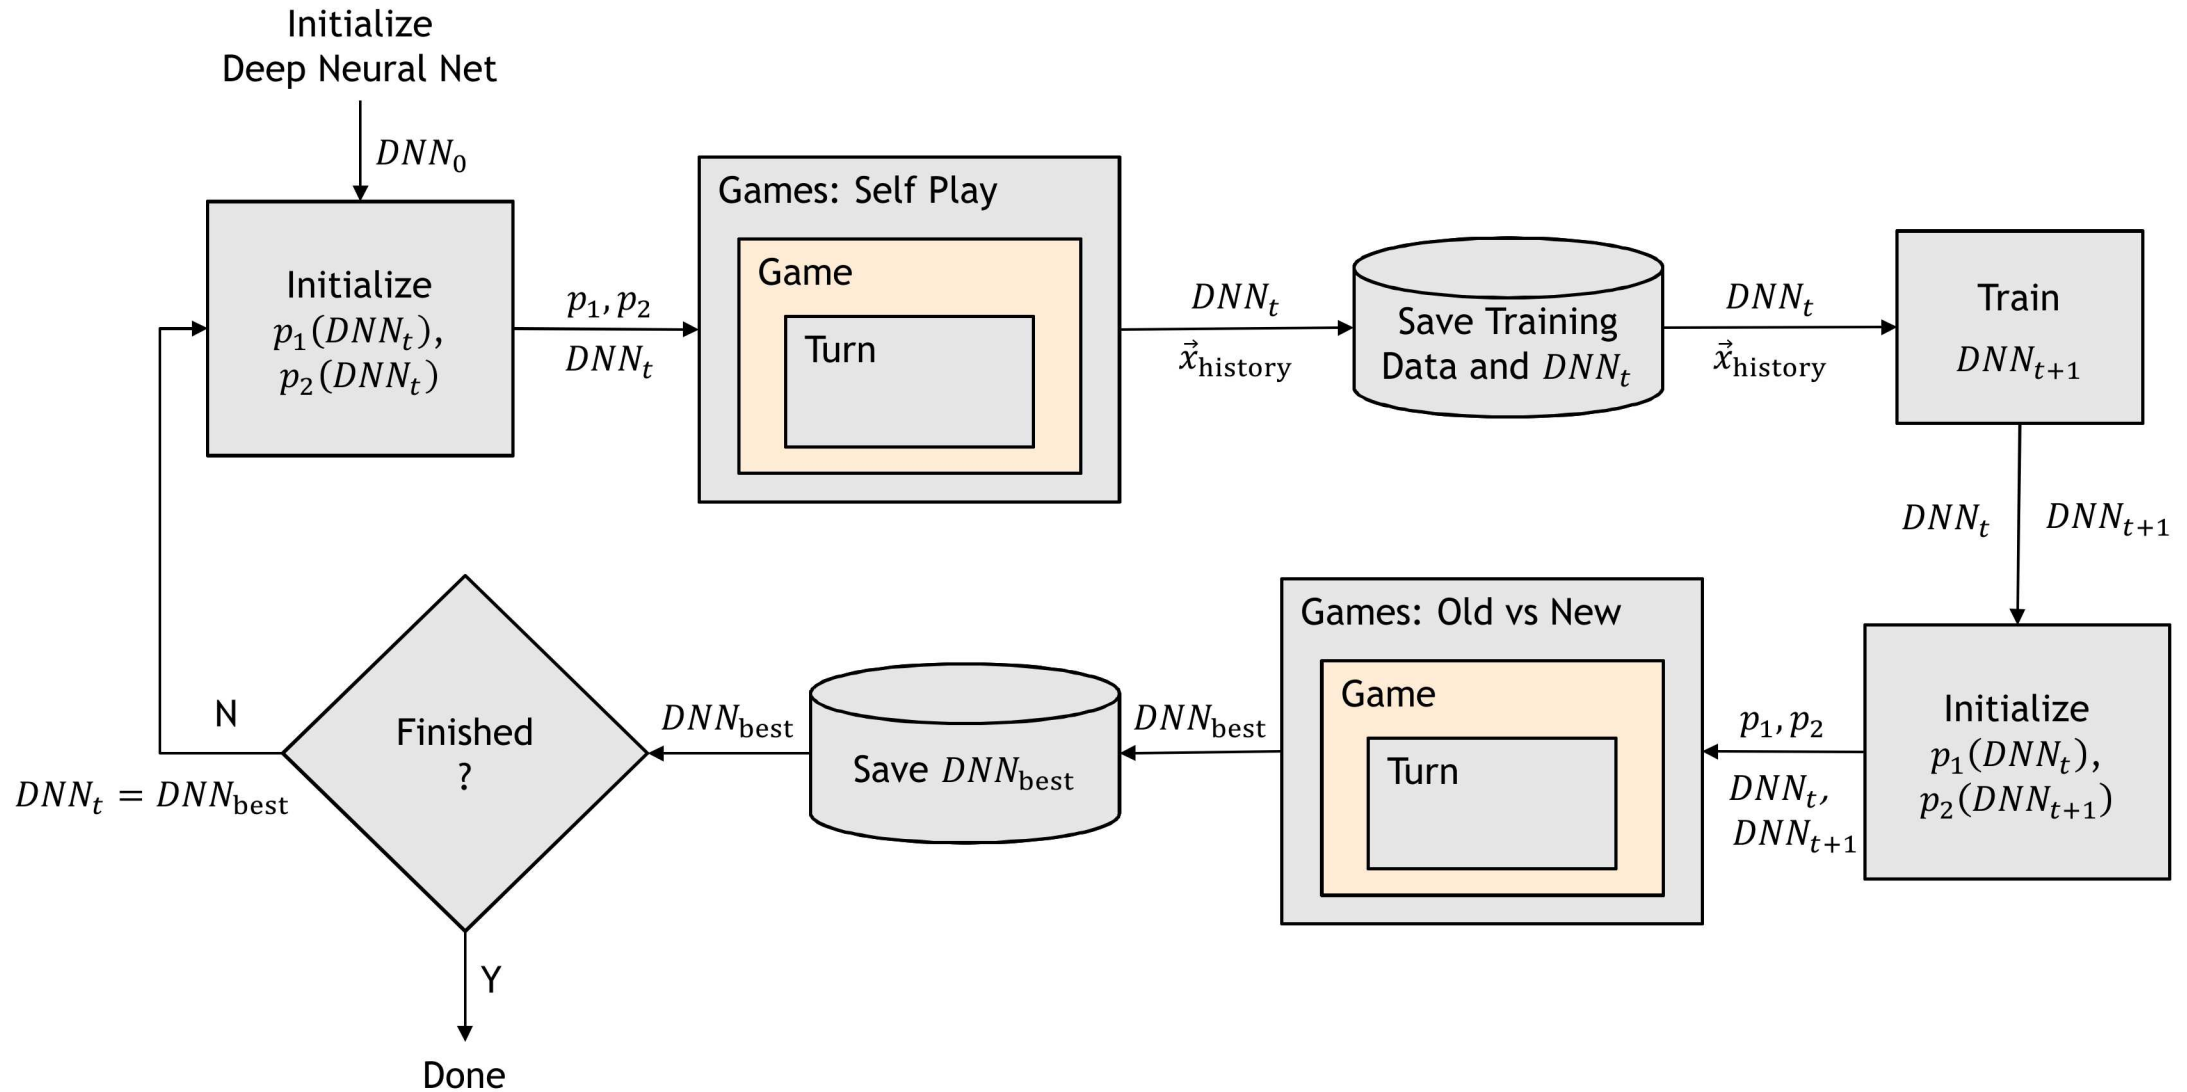 Initialize
Deep Neural Net
DNN₀
Initialize
p₁(DNNₜ),
p₂(DNNₜ)
p₁, p₂
DNNₜ
Games: Self Play
Game
Turn
DNNₜ
x⃗history
Save Training
Data and DNNₜ
DNNₜ
x⃗history
Train
DNNₜ₊₁
DNNₜ
DNNₜ₊₁
Initialize
p₁(DNNₜ),
p₂(DNNₜ₊₁)
p₁, p₂
DNNₜ,
DNNₜ₊₁
Games: Old vs New
Game
Turn
DNNbest
Save DNNbest
DNNbest
Finished
?
N
DNNₜ = DNNbest
Y
Done